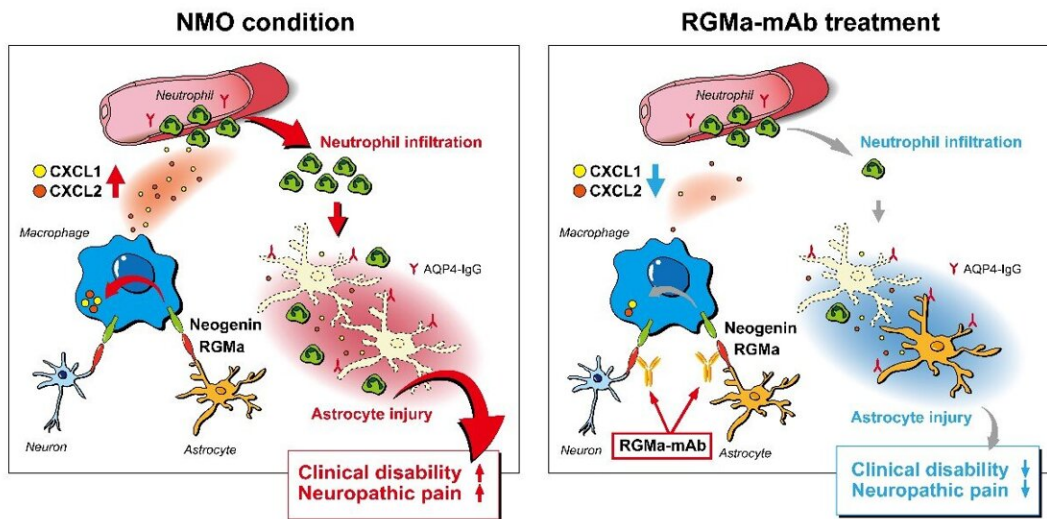 NMO condition
Neutrophil
Neutrophil infiltration
CXCL1
CXCL2
Macrophage
AQP4-IgG
Neogenin
RGMa
Astrocyte injury
Neuron
Astrocyte
Clinical disability
Neuropathic pain
RGMa-mAb treatment
Neutrophil
Neutrophil infiltration
CXCL1
CXCL2
Macrophage
AQP4-IgG
Neogenin
RGMa
Astrocyte injury
RGMa-mAb
Neuron
Astrocyte
Clinical disability
Neuropathic pain